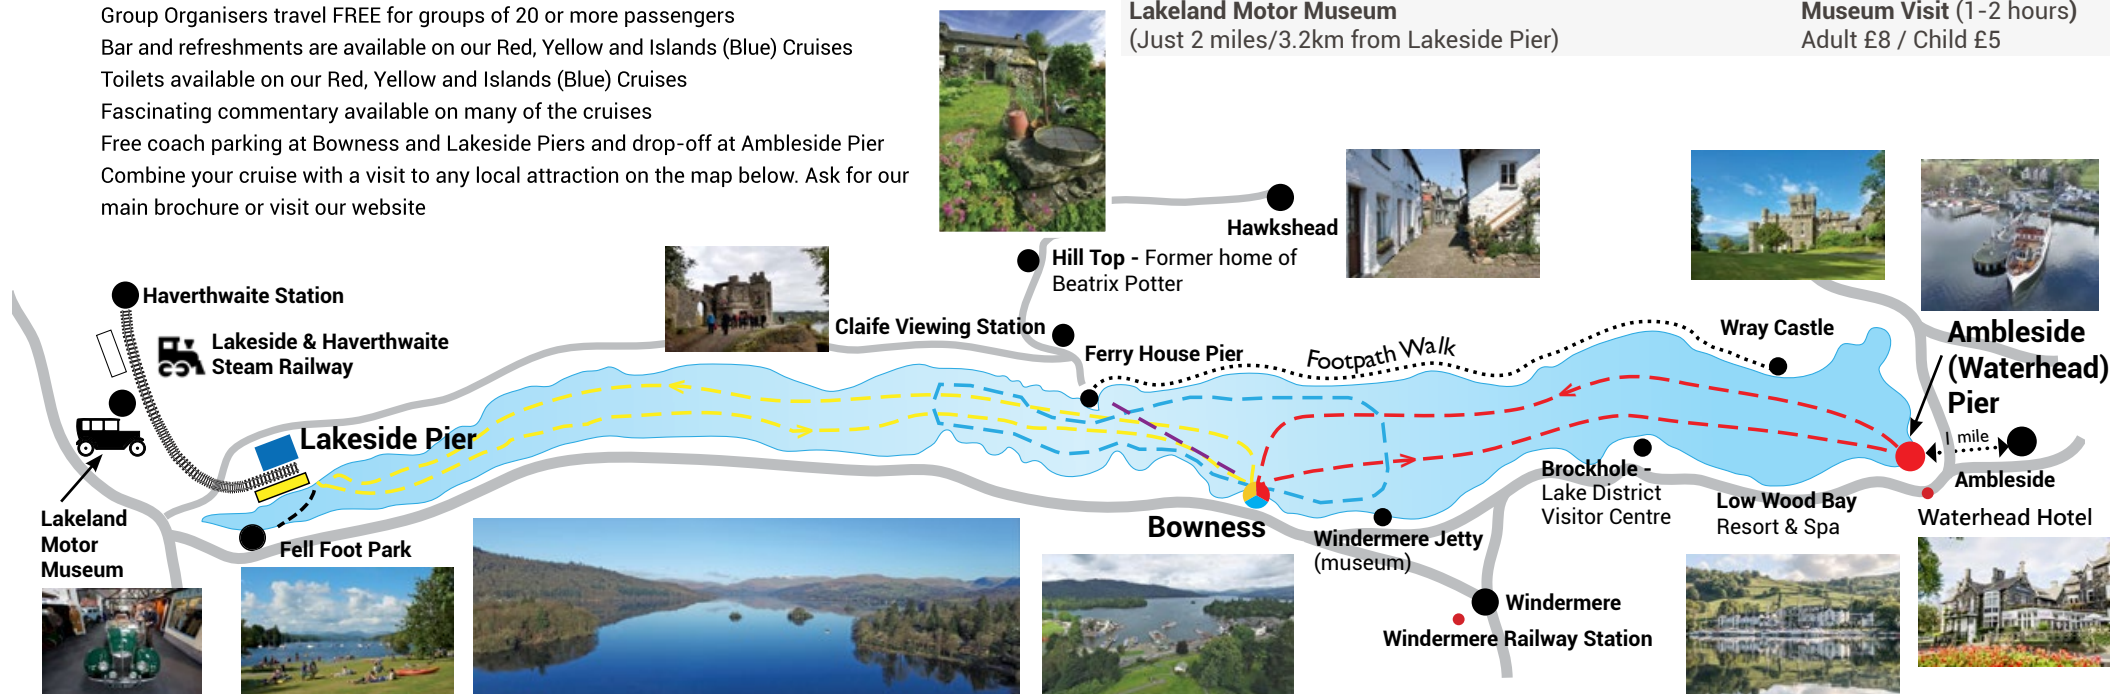 Group Organisers travel FREE for groups of 20 or more passengers
Bar and refreshments are available on our Red, Yellow and Islands (Blue) Cruises
Toilets available on our Red, Yellow and Islands (Blue) Cruises
Fascinating commentary available on many of the cruises
Free coach parking at Bowness and Lakeside Piers and drop-off at Ambleside Pier
Combine your cruise with a visit to any local attraction on the map below. Ask for our
main brochure or visit our website
Lakeland Motor Museum
(Just 2 miles/3.2km from Lakeside Pier)
Museum Visit (1-2 hours)
Adult £8 / Child £5
Hawkshead
Hill Top - Former home of
Beatrix Potter
Haverthwaite Station
Lakeside & Haverthwaite
Steam Railway
Claife Viewing Station
Ferry House Pier
Footpath Walk
Wray Castle
Ambleside
(Waterhead)
Pier
1 mile
Ambleside
Lakeside Pier
Lakeland
Motor
Museum
Fell Foot Park
Bowness
Windermere Jetty
(museum)
Brockhole -
Lake District
Visitor Centre
Low Wood Bay
Resort & Spa
Waterhead Hotel
Windermere
Windermere Railway Station